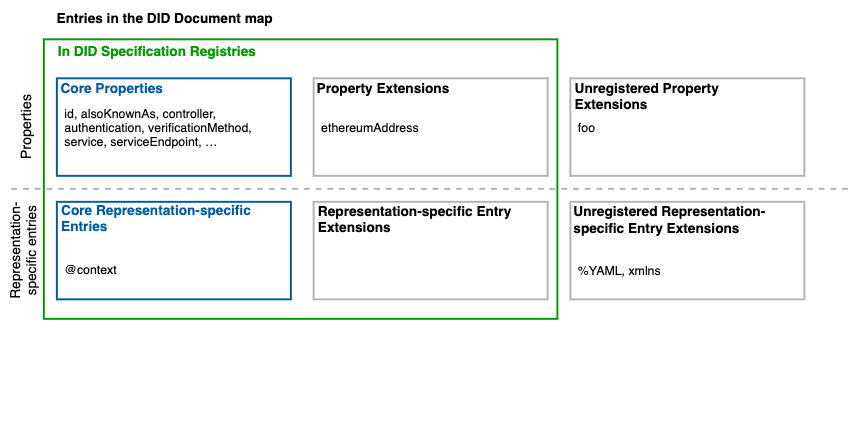 Entries in the DID Document map
In DID Specification Registries
Properties
Core Properties
id, alsoKnownAs, controller,
authentication, verificationMethod,
service, serviceEndpoint, …
Property Extensions
ethereumAddress
Unregistered Property
Extensions
foo
Representation-
specific entries
Core Representation-specific
Entries
@context
Representation-specific Entry
Extensions
Unregistered Representation-
specific Entry Extensions
%YAML, xmlns